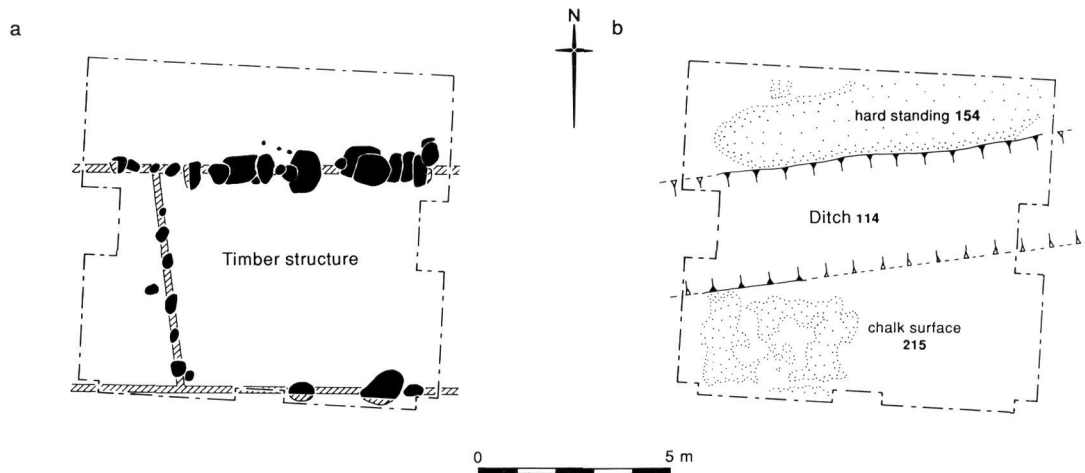 a
N
b
hard standing 154
Ditch 114
Timber structure
chalk surface
215
0 5 m